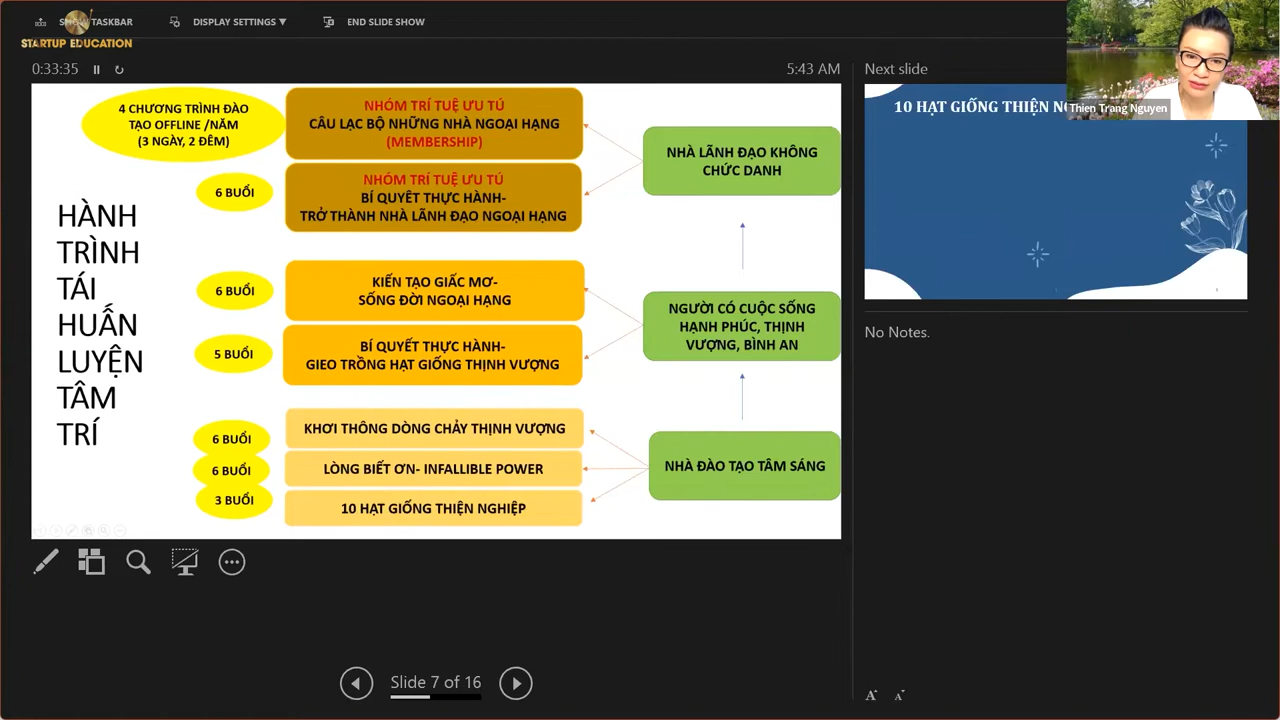 SHOW TASKBAR
DISPLAY SETTINGS ▼
END SLIDE SHOW
STARTUP EDUCATION
0:33:35
5:43 AM
4 CHƯƠNG TRÌNH ĐÀO
TẠO OFFLINE /NĂM
(3 NGÀY, 2 ĐÊM)
NHÓM TRÍ TUỆ ƯU TÚ
CÂU LẠC BỘ NHỮNG NHÀ NGOẠI HẠNG
(MEMBERSHIP)
6 BUỔI
NHÓM TRÍ TUỆ ƯU TÚ
BÍ QUYẾT THỰC HÀNH-
TRỞ THÀNH NHÀ LÃNH ĐẠO NGOẠI HẠNG
NHÀ LÃNH ĐẠO KHÔNG
CHỨC DANH
HÀNH
TRÌNH
TÁI
HUẤN
LUYỆN
TÂM
TRÍ
6 BUỔI
KIẾN TẠO GIẤC MƠ-
SỐNG ĐỜI NGOẠI HẠNG
5 BUỔI
BÍ QUYẾT THỰC HÀNH-
GIEO TRỒNG HẠT GIỐNG THỊNH VƯỢNG
NGƯỜI CÓ CUỘC SỐNG
HẠNH PHÚC, THỊNH
VƯỢNG, BÌNH AN
6 BUỔI
KHƠI THÔNG DÒNG CHẢY THỊNH VƯỢNG
6 BUỔI
LÒNG BIẾT ƠN- INFALLIBLE POWER
3 BUỔI
10 HẠT GIỐNG THIỆN NGHIỆP
NHÀ ĐÀO TẠO TÂM SÁNG
Slide 7 of 16
Next slide
10 HẠT GIỐNG THIỆN
Thien Trang Nguyen
No Notes.
A A